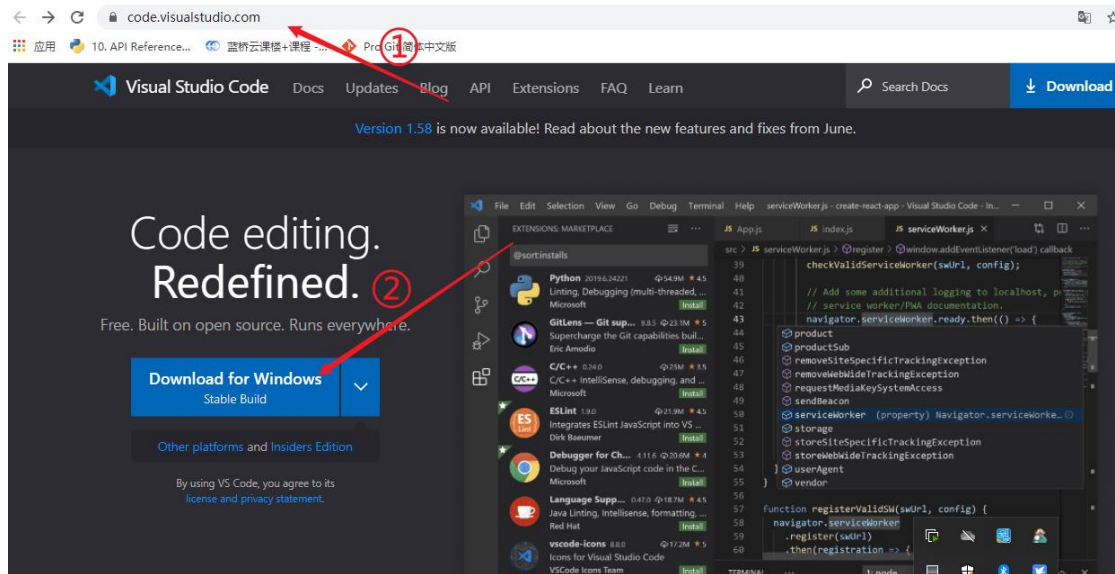 code.visualstudio.com
应用 10. API Reference... 蓝桥云课楼+课程 -... Pro Git 简体中文版
①
Visual Studio Code Docs Updates Blog API Extensions FAQ Learn Search Docs Download
Version 1.58 is now available! Read about the new features and fixes from June.
Code editing.
Redefined.
②
Free. Built on open source. Runs everywhere.
Download for Windows
Stable Build
Other platforms and Insiders Edition
By using VS Code, you agree to its
license and privacy statement.
File Edit Selection View Go Debug Terminal Help serviceWorker.js - create-react-app - Visual Studio Code - In...
EXTENSIONS: MARKETPLACE
@sort:installs
Python 2019.6.24221 54.9M 4.5
Linting, Debugging (multi-threaded, ...
Microsoft Install
GitLens — Git sup... 9.8.5 23.1M 5
Supercharge the Git capabilities buil...
Eric Amodio Install
C/C++ 0.24.0 23M 3.5
C/C++ IntelliSense, debugging, and ...
Microsoft Install
ESLint 1.9.0 21.9M 4.5
Integrates ESLint JavaScript into VS ...
Dirk Baeumer Install
Debugger for Ch... 4.11.6 20.6M 4
Debug your JavaScript code in the C...
Microsoft Install
Language Supp... 0.47.0 18.7M 4.5
Java Linting, Intellisense, formatting, ...
Red Hat Install
vscode-icons 8.8.0 17.2M 5
Icons for Visual Studio Code
VSCode Icons Team Install
JS App.js JS index.js JS serviceWorker.js
src > JS serviceWorker.js > register > window.addEventListener('load') callback
39 checkValidServiceWorker(swUrl, config);
40
41 // Add some additional logging to localhost, p
42 // service worker/PWA documentation.
43 navigator.serviceWorker.ready.then(() => {
44 product
45 productSub
46 removeSiteSpecificTrackingException
47 removeWebWideTrackingException
48 requestMediaKeySystemAccess
49 sendBeacon
50 serviceWorker (property) Navigator.serviceWorke...
51 storage
52 storeSiteSpecificTrackingException
53 storeWebWideTrackingException
54 } userAgent
55 } vendor
56
57 function registerValidSW(swUrl, config) {
58 navigator.serviceWorker
59 .register(swUrl)
60 .then(registration => {
TERMINAL ... 1: node